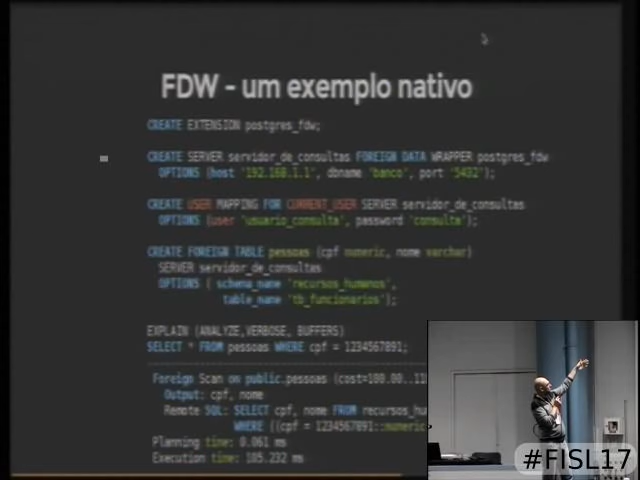 FDW - um exemplo nativo
CREATE EXTENSION postgres_fdw;
CREATE SERVER servidor_de_consultas FOREIGN DATA WRAPPER postgres_fdw
OPTIONS (host '192.168.1.1', dbname 'banco', port '5432');
CREATE USER MAPPING FOR CURRENT_USER SERVER servidor_de_consultas
OPTIONS (user 'usuario_consulta', password 'consulta');
CREATE FOREIGN TABLE pessoas (cpf numeric, nome varchar)
SERVER servidor_de_consultas
OPTIONS ( schema_name 'recursos_humanos',
table_name 'tb_funcionarios');
EXPLAIN (ANALYZE,VERBOSE, BUFFERS)
SELECT * FROM pessoas WHERE cpf = 1234567891;
Foreign Scan on public.pessoas (cost=100.00..11
Output: cpf, nome
Remote SQL: SELECT cpf, nome FROM recursos_hu
WHERE ((cpf = 1234567891::numeric
Planning time: 0.061 ms
Execution time: 105.232 ms
#FISL17